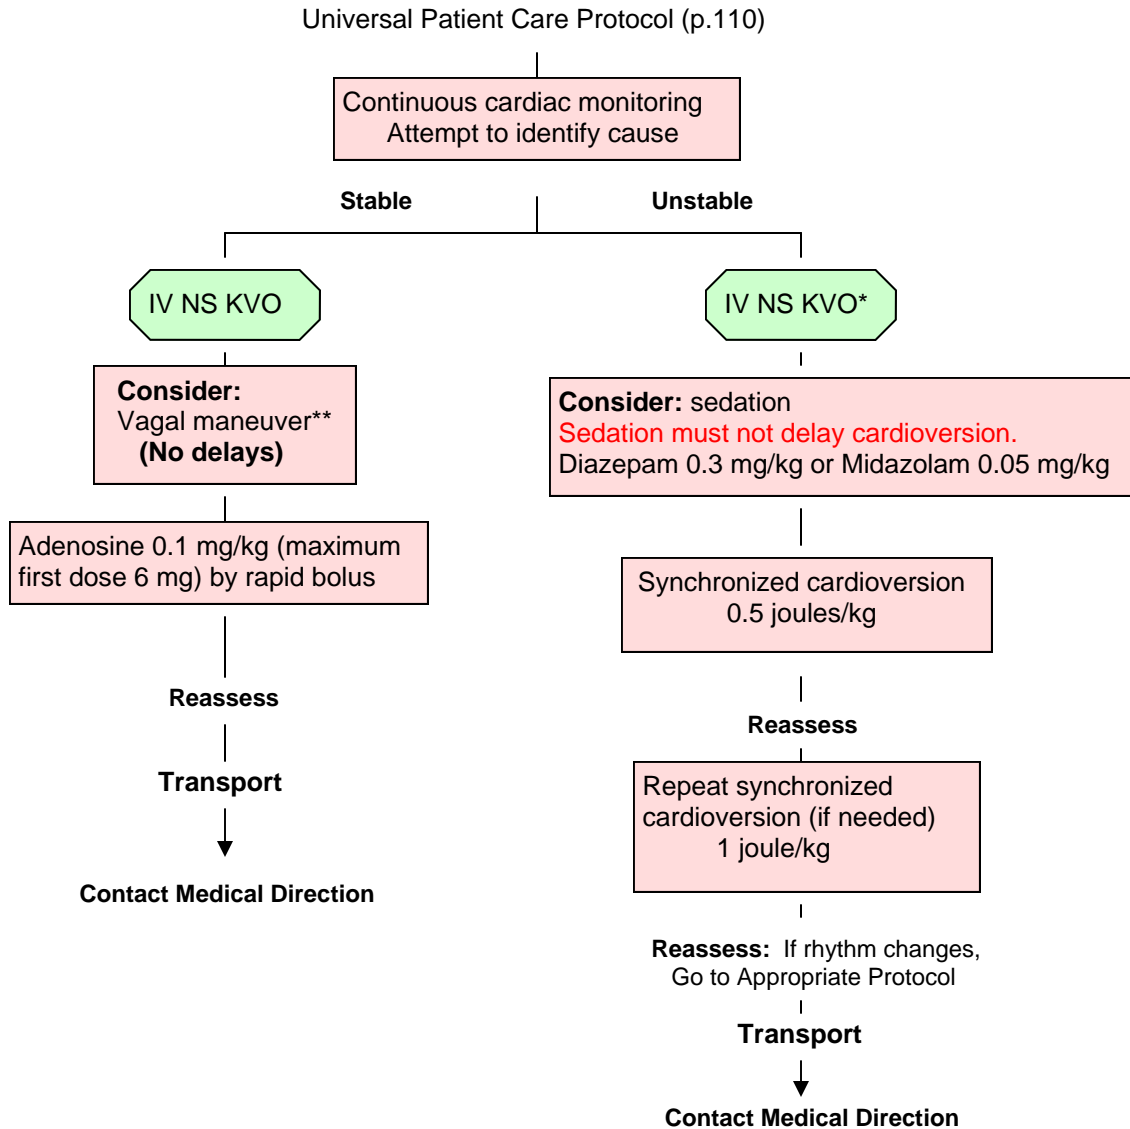 Universal Patient Care Protocol (p.110)
Continuous cardiac monitoring
Attempt to identify cause
Stable
Unstable
IV NS KVO
IV NS KVO*
Consider:
Vagal maneuver**
(No delays)
Consider: sedation
Sedation must not delay cardioversion.
Diazepam 0.3 mg/kg or Midazolam 0.05 mg/kg
Adenosine 0.1 mg/kg (maximum
first dose 6 mg) by rapid bolus
Synchronized cardioversion
0.5 joules/kg
Reassess
Reassess
Transport
Repeat synchronized
cardioversion (if needed)
1 joule/kg
Contact Medical Direction
Reassess: If rhythm changes,
Go to Appropriate Protocol
Transport
Contact Medical Direction